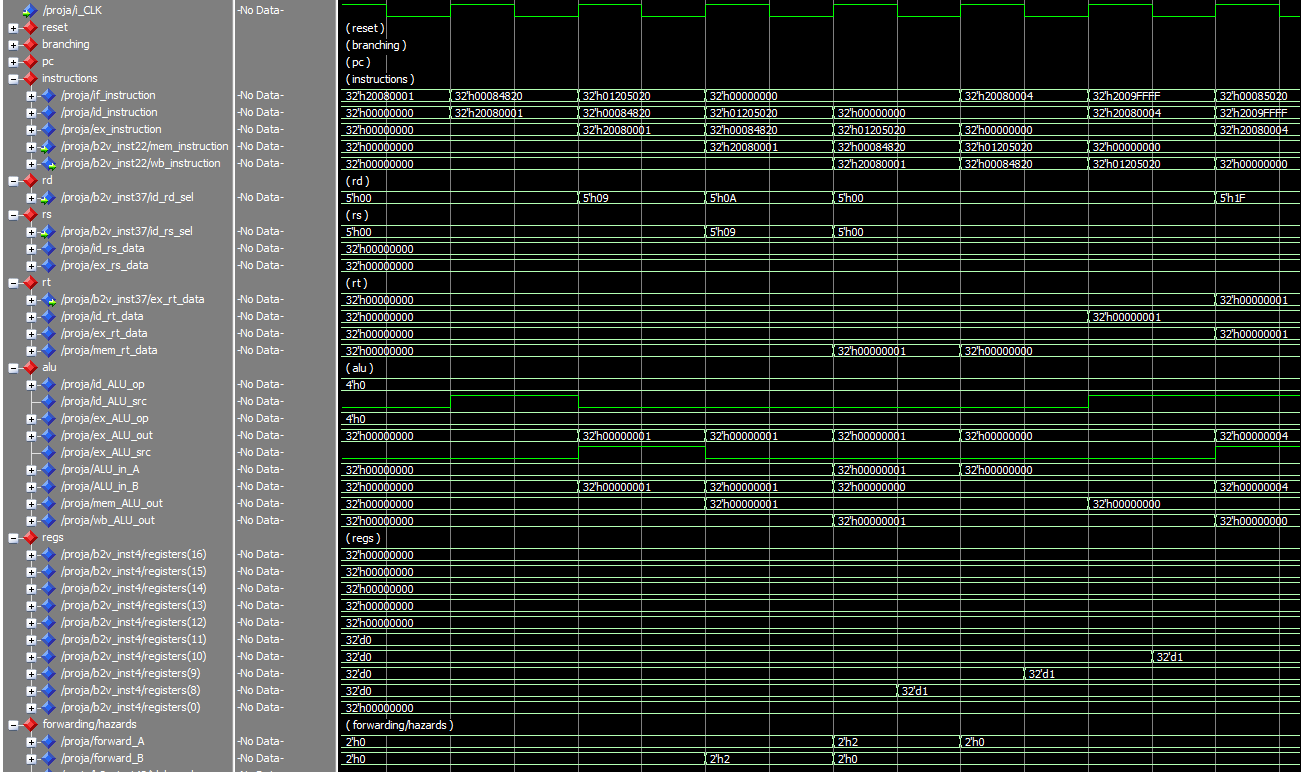 /proja/i_CLK -No Data-
reset (reset)
branching (branching)
pc (pc)
instructions (instructions)
/proja/if_instruction -No Data- 32'h20080001 32'h00084820 32'h01205020 32'h00000000 32'h20080004 32'h2009FFFF 32'h00085020
/proja/id_instruction -No Data- 32'h00000000 32'h20080001 32'h00084820 32'h01205020 32'h00000000 32'h20080004 32'h2009FFFF
/proja/ex_instruction -No Data- 32'h00000000 32'h20080001 32'h00084820 32'h01205020 32'h00000000 32'h20080004
/proja/b2v_inst22/mem_instruction -No Data- 32'h00000000 32'h20080001 32'h00084820 32'h01205020 32'h00000000
/proja/b2v_inst22/wb_instruction -No Data- 32'h00000000 32'h20080001 32'h00084820 32'h01205020 32'h00000000
rd (rd)
/proja/b2v_inst37/id_rd_sel -No Data- 5'h00 5'h09 5'h0A 5'h00 5'h1F
rs (rs)
/proja/b2v_inst37/id_rs_sel -No Data- 5'h00 5'h09 5'h00
/proja/id_rs_data -No Data- 32'h00000000
/proja/ex_rs_data -No Data- 32'h00000000
rt (rt)
/proja/b2v_inst37/ex_rt_data -No Data- 32'h00000000 32'h00000001
/proja/id_rt_data -No Data- 32'h00000000 32'h00000001
/proja/ex_rt_data -No Data- 32'h00000000 32'h00000001
/proja/mem_rt_data -No Data- 32'h00000000 32'h00000001 32'h00000000
alu (alu)
/proja/id_ALU_op -No Data- 4'h0
/proja/id_ALU_src -No Data-
/proja/ex_ALU_op -No Data- 4'h0
/proja/ex_ALU_out -No Data- 32'h00000000 32'h00000001 32'h00000001 32'h00000001 32'h00000000 32'h00000004
/proja/ex_ALU_src -No Data-
/proja/ALU_in_A -No Data- 32'h00000000 32'h00000001 32'h00000000
/proja/ALU_in_B -No Data- 32'h00000000 32'h00000001 32'h00000001 32'h00000000 32'h00000004
/proja/mem_ALU_out -No Data- 32'h00000000 32'h00000001 32'h00000000
/proja/wb_ALU_out -No Data- 32'h00000000 32'h00000001 32'h00000000
regs (regs)
/proja/b2v_inst4/registers(16) -No Data- 32'h00000000
/proja/b2v_inst4/registers(15) -No Data- 32'h00000000
/proja/b2v_inst4/registers(14) -No Data- 32'h00000000
/proja/b2v_inst4/registers(13) -No Data- 32'h00000000
/proja/b2v_inst4/registers(12) -No Data- 32'h00000000
/proja/b2v_inst4/registers(11) -No Data- 32'd0
/proja/b2v_inst4/registers(10) -No Data- 32'd0 32'd1
/proja/b2v_inst4/registers(9) -No Data- 32'd0 32'd1
/proja/b2v_inst4/registers(8) -No Data- 32'd0 32'd1
/proja/b2v_inst4/registers(0) -No Data- 32'h00000000
forwarding/hazards (forwarding/hazards)
/proja/forward_A -No Data- 2'h0 2'h2 2'h0
/proja/forward_B -No Data- 2'h0 2'h2 2'h0